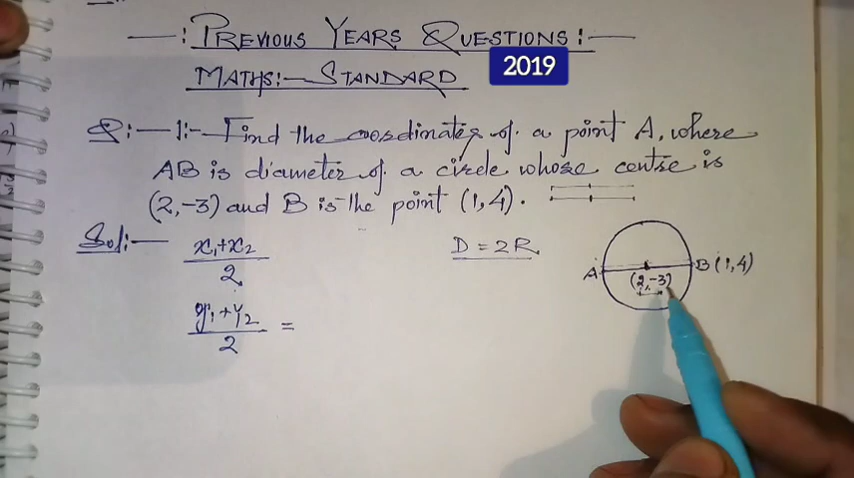 —: PREVIOUS YEARS QUESTIONS :—
MATHS:— STANDARD 2019
Q:—1:— Find the coordinates of a point A, where
AB is diameter of a circle whose centre is
(2,-3) and B is the point (1,4).
Sol:— x₁+x₂ / 2 D = 2R
y₁+y₂ / 2 =
A (2,-3) B (1,4)